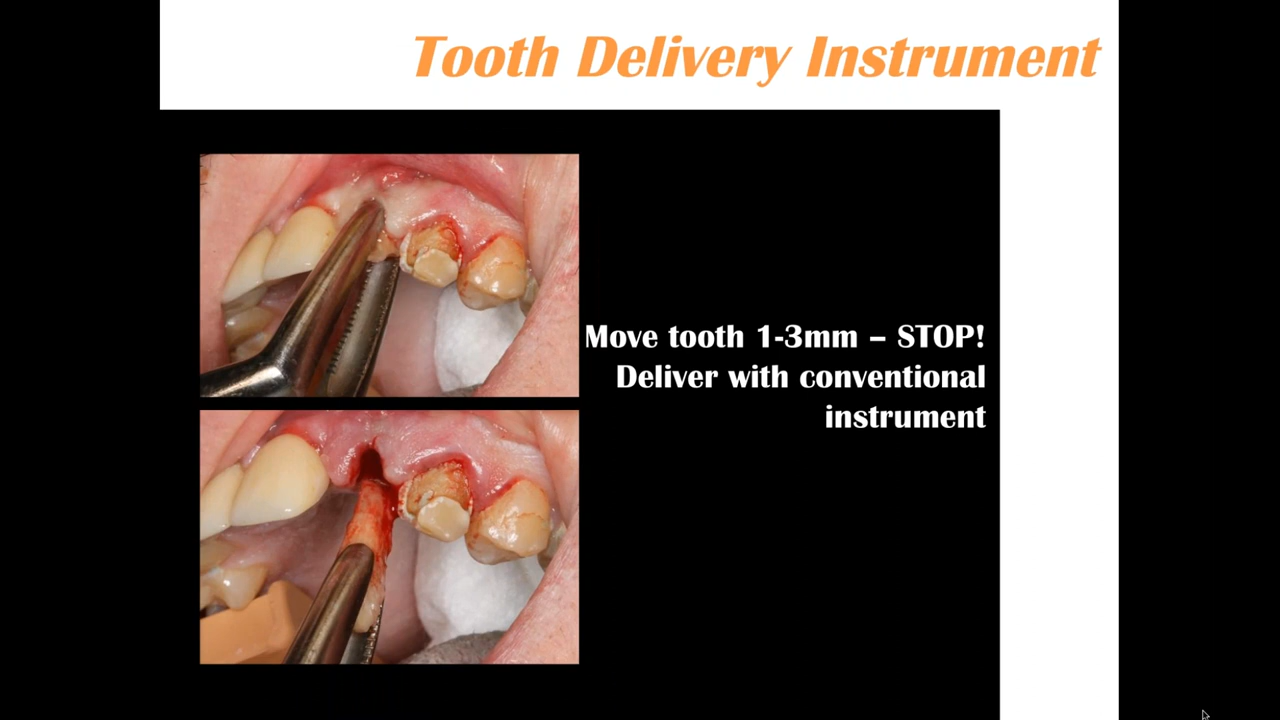 Tooth Delivery Instrument
Move tooth 1-3mm – STOP!
Deliver with conventional
instrument